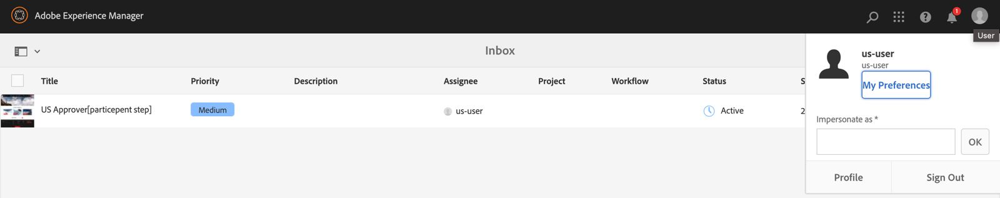 Adobe Experience Manager
1
User
Inbox
us-user
us-user
My Preferences
Title Priority Description Assignee Project Workflow Status S
US Approver[particepent step] Medium us-user Active 2
Impersonate as *
OK
Profile Sign Out